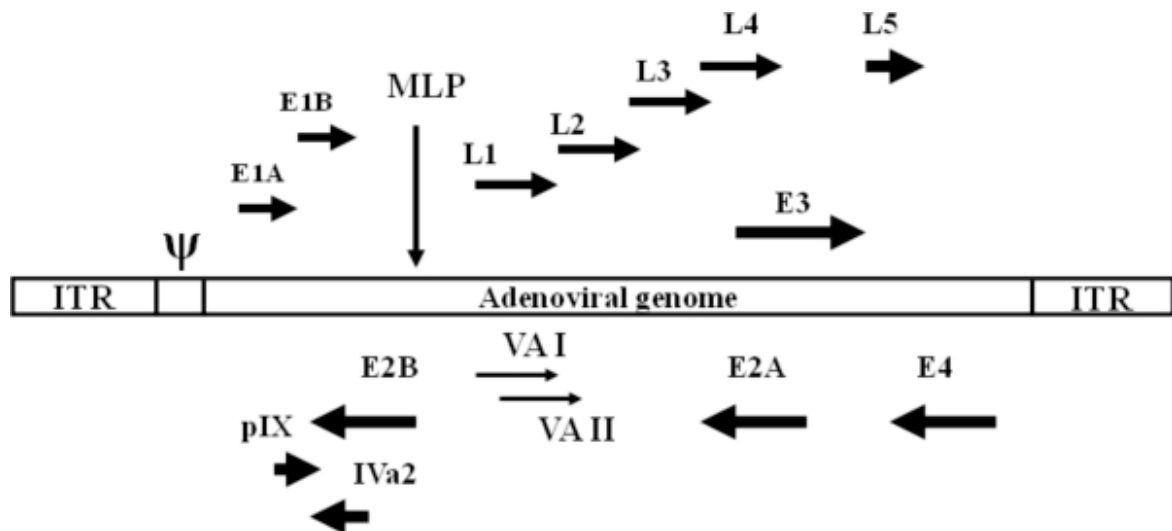 L4 L5
MLP L3
E1B L2
L1
E1A
E3
Ψ
ITR Adenoviral genome ITR
VA I
E2B E2A E4
pIX VA II
IVa2